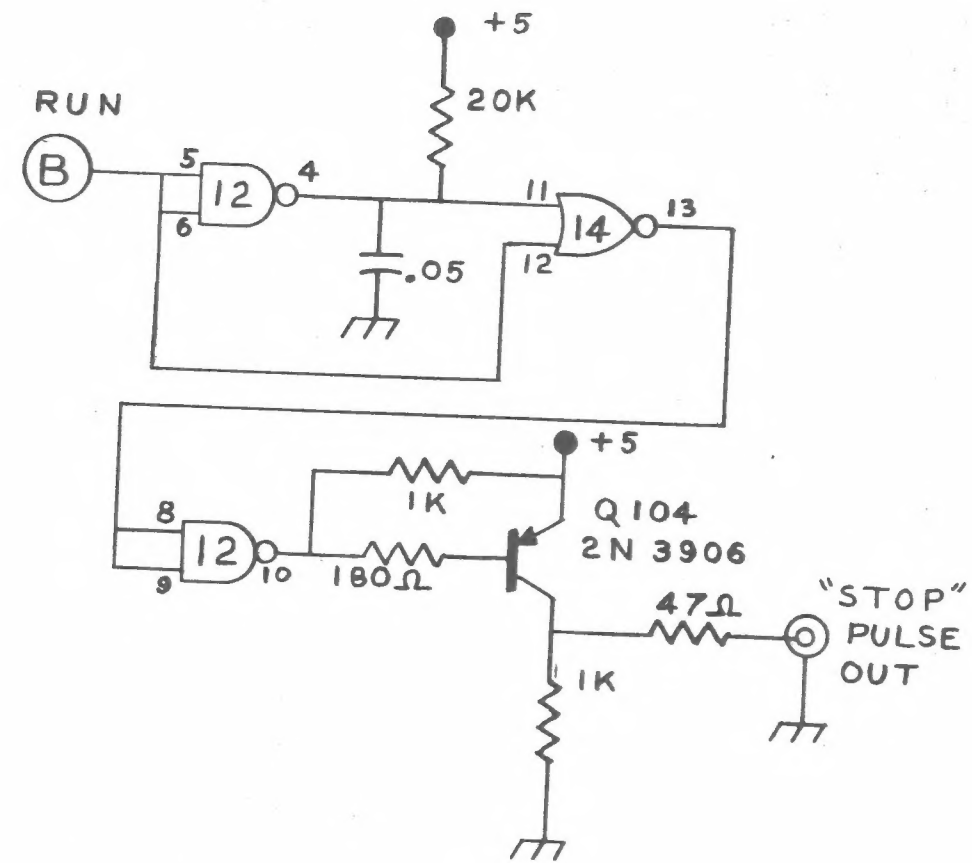 +5
20K
RUN
B
5
6
12
4
11
12
14
13
.05
+5
1K
8
9
12
10
180Ω
Q104
2N 3906
47Ω
"STOP"
PULSE
OUT
1K